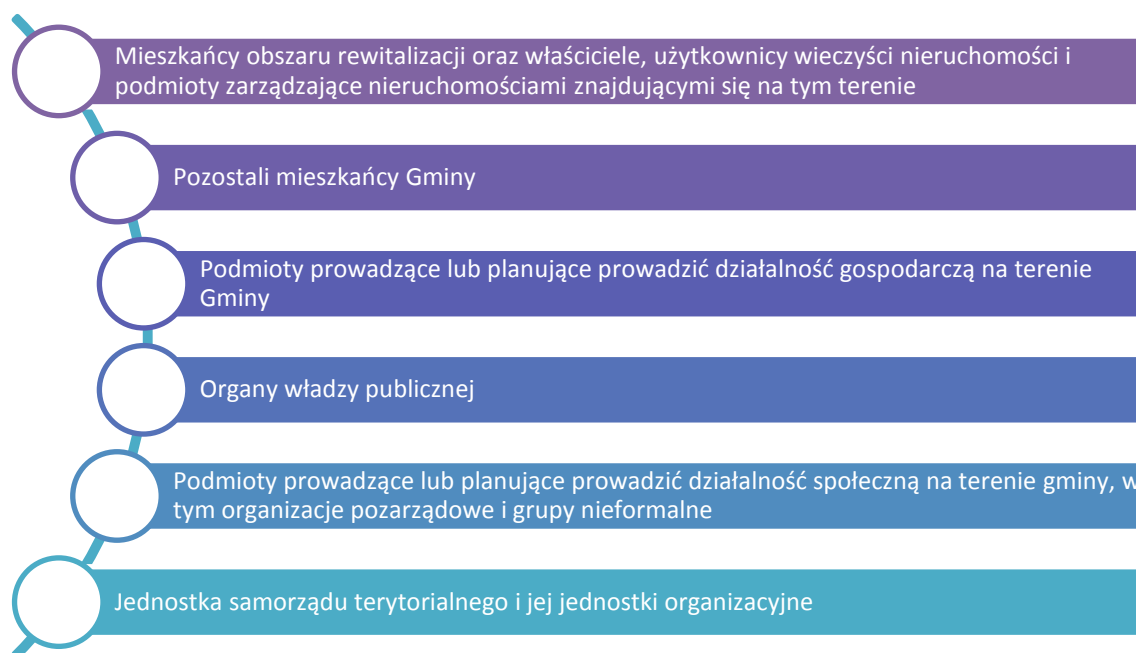 Mieszkańcy obszaru rewitalizacji oraz właściciele, użytkownicy wieczyści nieruchomości i
podmioty zarządzające nieruchomościami znajdującymi się na tym terenie
Pozostali mieszkańcy Gminy
Podmioty prowadzące lub planujące prowadzić działalność gospodarczą na terenie
Gminy
Organy władzy publicznej
Podmioty prowadzące lub planujące prowadzić działalność społeczną na terenie gminy, w
tym organizacje pozarządowe i grupy nieformalne
Jednostka samorządu terytorialnego i jej jednostki organizacyjne